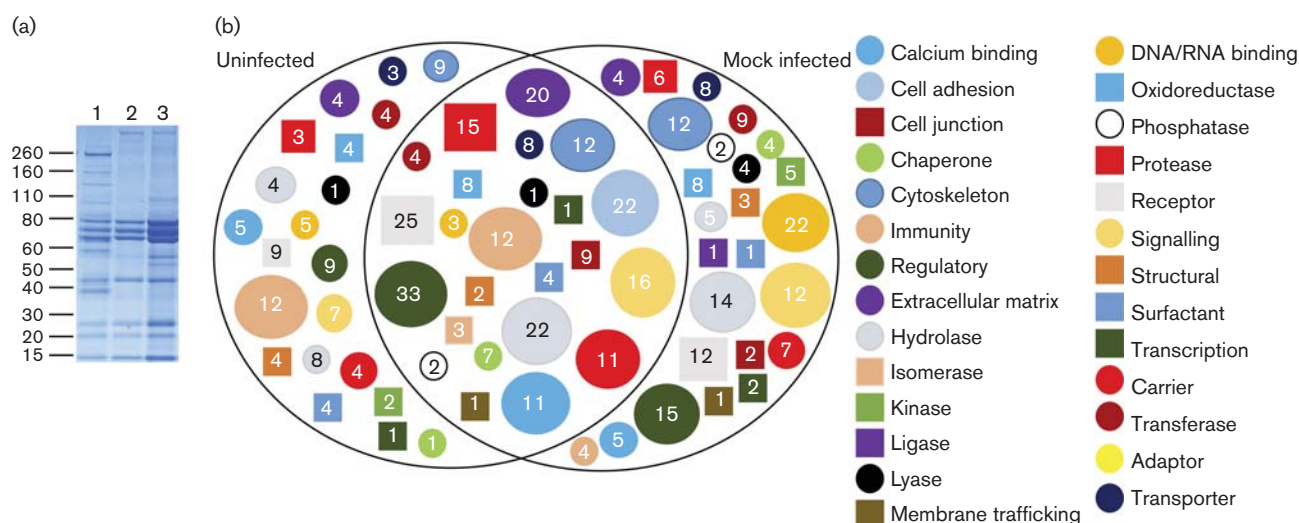 (a)
1 2 3
260
160
110
80
60
50
40
30
20
15
(b)
Uninfected
3 9
4
4
3 4
4 1
5 5
9 9
12 7
4 8 4
4 2
1 1
20
15 8 12
4 8 1 1 22
25 3 12
9
4 16
33 2
3 22
7 11
2
1 11
Mock infected
4 6 8
12 9
2 4
4 5
8 3
5 22
1 1
14 12
12 2 7
2
15 1
4 5
Calcium binding
Cell adhesion
Cell junction
Chaperone
Cytoskeleton
Immunity
Regulatory
Extracellular matrix
Hydrolase
Isomerase
Kinase
Ligase
Lyase
Membrane trafficking
DNA/RNA binding
Oxidoreductase
Phosphatase
Protease
Receptor
Signalling
Structural
Surfactant
Transcription
Carrier
Transferase
Adaptor
Transporter